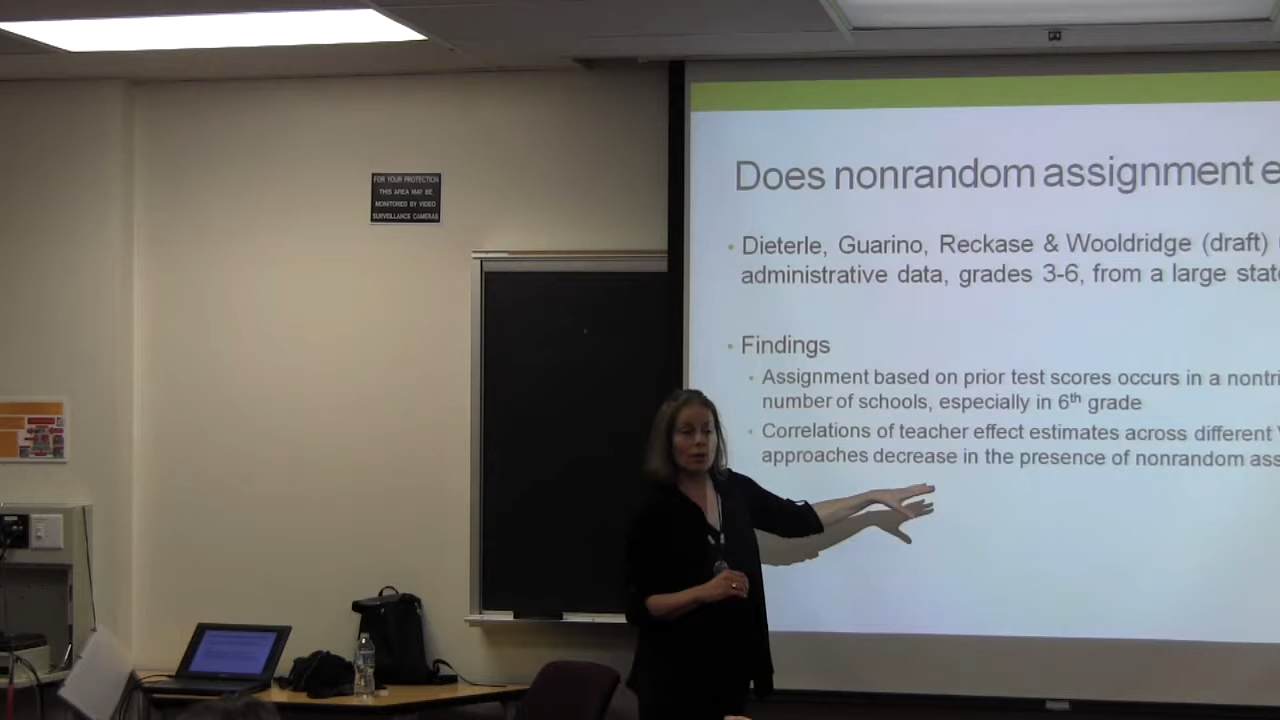 FOR YOUR PROTECTION
THIS AREA MAY BE
MONITORED BY VIDEO
SURVEILLANCE CAMERAS
Does nonrandom assignment e
• Dieterle, Guarino, Reckase & Wooldridge (draft)
administrative data, grades 3-6, from a large stat
• Findings
• Assignment based on prior test scores occurs in a nontri
number of schools, especially in 6th grade
• Correlations of teacher effect estimates across different V
approaches decrease in the presence of nonrandom ass